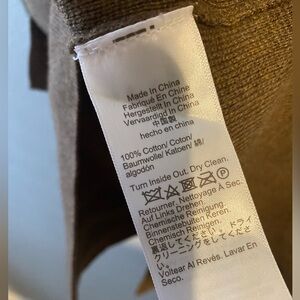 Made In China
Fabriqué En Chine
Hergestellt In China
Vervaardigd In China
中国製
hecho en china
100% Cotton/ Coton/
Baumwolle/ Katoen/ 綿/
algodón
Turn Inside Out. Dry Clean.
Retourner. Nettoyage À Sec.
Auf Links Drehen.
Chemische Reinigung.
Binnenstebuiten Keren.
Chemische Reiniging.
裏返してください。ドライ
クリーニングをしてください
Voltear Al Revés. Lavar En
Seco.